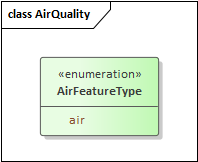 class AirQuality
«enumeration»
AirFeatureType
air